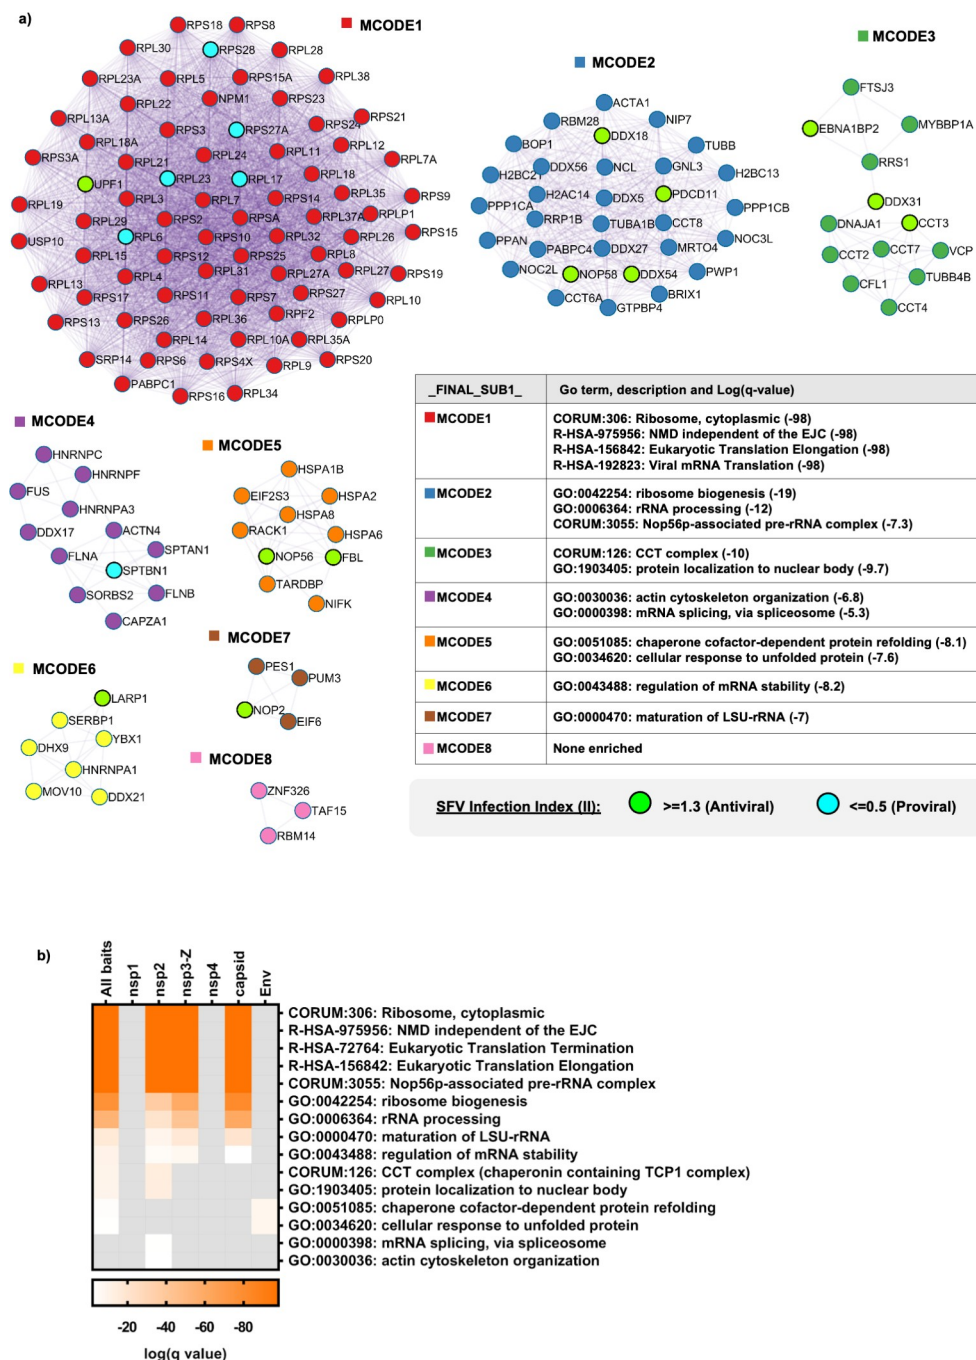 a)
MCODE1
RPS18
RPS8
RPL30
RPS28
RPL28
RPL23A
RPL5
RPS15A
RPL38
RPL22
NPM1
RPS23
RPL13A
RPS3
RPS27A
RPS24
RPS21
RPL18A
RPL12
RPS3A
RPL21
RPL24
RPL11
RPL7A
UPF1
RPL23
RPL17
RPL18
RPL19
RPL3
RPL7
RPS14
RPL35
RPS9
RPL29
RPS2
RPSA
RPL37A
RPLP1
USP10
RPL6
RPS10
RPL32
RPL26
RPS15
RPL15
RPS12
RPS25
RPL8
RPL13
RPL4
RPL31
RPL27A
RPL27
RPS19
RPS17
RPS11
RPS7
RPS27
RPL10
RPS13
RPS26
RPL36
RPF2
RPLP0
RPL14
RPL10A
RPL35A
SRP14
RPS6
RPS4X
RPL9
RPS20
PABPC1
RPS16
RPL34
MCODE2
ACTA1
RBM28
NIP7
DDX18
BOP1
TUBB
DDX56
NCL
GNL3
H2BC21
H2BC13
H2AC14
DDX5
PDCD11
PPP1CA
PPP1CB
RRP1B
TUBA1B
CCT8
PPAN
NOC3L
PABPC4
DDX27
MRTO4
NOC2L
NOP58
DDX54
PWP1
CCT6A
BRIX1
GTPBP4
MCODE3
FTSJ3
EBNA1BP2
MYBBP1A
RRS1
DDX31
DNAJA1
CCT3
CCT2
CCT7
VCP
CFL1
TUBB4B
CCT4
MCODE4
HNRNPC
HNRNPF
FUS
HNRNPA3
DDX17
ACTN4
FLNA
SPTAN1
SPTBN1
SORBS2
FLNB
CAPZA1
MCODE5
HSPA1B
EIF2S3
HSPA2
HSPA8
RACK1
HSPA6
NOP56
FBL
TARDBP
NIFK
MCODE6
LARP1
SERBP1
YBX1
DHX9
HNRNPA1
MOV10
DDX21
MCODE7
PES1
PUM3
NOP2
EIF6
MCODE8
ZNF326
TAF15
RBM14
_FINAL_SUB1_ Go term, description and Log(q-value)
MCODE1 CORUM:306: Ribosome, cytoplasmic (-98)
R-HSA-975956: NMD independent of the EJC (-98)
R-HSA-156842: Eukaryotic Translation Elongation (-98)
R-HSA-192823: Viral mRNA Translation (-98)
MCODE2 GO:0042254: ribosome biogenesis (-19)
GO:0006364: rRNA processing (-12)
CORUM:3055: Nop56p-associated pre-rRNA complex (-7.3)
MCODE3 CORUM:126: CCT complex (-10)
GO:1903405: protein localization to nuclear body (-9.7)
MCODE4 GO:0030036: actin cytoskeleton organization (-6.8)
GO:0000398: mRNA splicing, via spliceosome (-5.3)
MCODE5 GO:0051085: chaperone cofactor-dependent protein refolding (-8.1)
GO:0034620: cellular response to unfolded protein (-7.6)
MCODE6 GO:0043488: regulation of mRNA stability (-8.2)
MCODE7 GO:0000470: maturation of LSU-rRNA (-7)
MCODE8 None enriched
SFV Infection Index (II): >=1.3 (Antiviral) <=0.5 (Proviral)
b)
All baits
nsp1
nsp2
nsp3-Z
nsp4
capsid
Env
CORUM:306: Ribosome, cytoplasmic
R-HSA-975956: NMD independent of the EJC
R-HSA-72764: Eukaryotic Translation Termination
R-HSA-156842: Eukaryotic Translation Elongation
CORUM:3055: Nop56p-associated pre-rRNA complex
GO:0042254: ribosome biogenesis
GO:0006364: rRNA processing
GO:0000470: maturation of LSU-rRNA
GO:0043488: regulation of mRNA stability
CORUM:126: CCT complex (chaperonin containing TCP1 complex)
GO:1903405: protein localization to nuclear body
GO:0051085: chaperone cofactor-dependent protein refolding
GO:0034620: cellular response to unfolded protein
GO:0000398: mRNA splicing, via spliceosome
GO:0030036: actin cytoskeleton organization
-20 -40 -60 -80
log(q value)